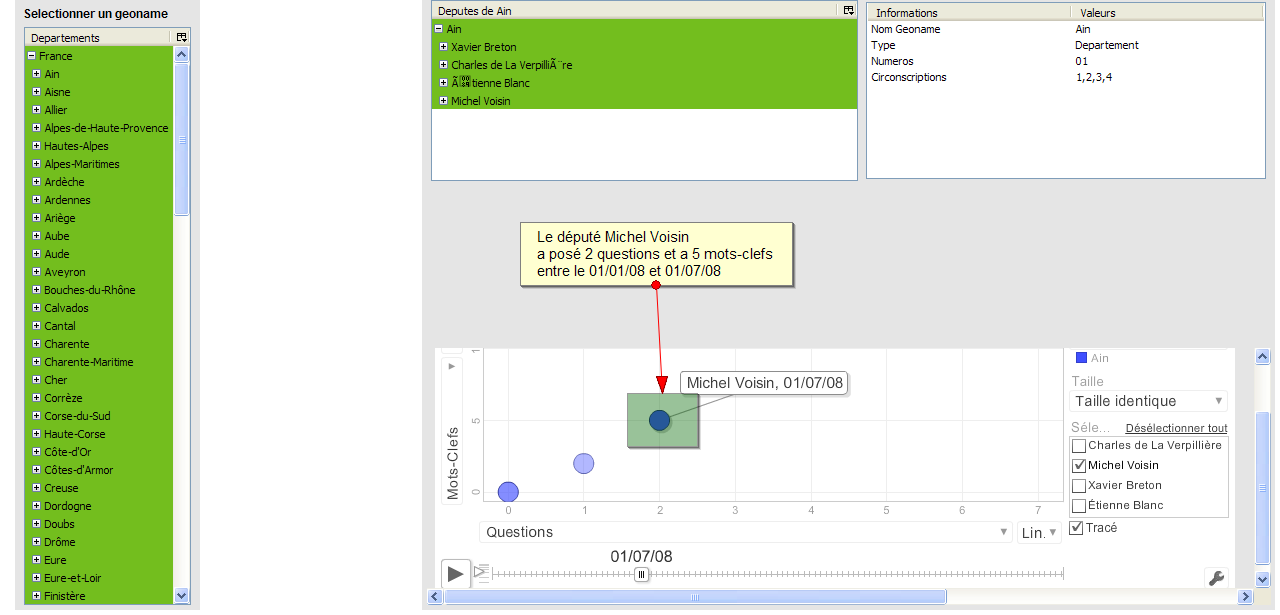 Selectionner un geoname
Departements
France
Ain
Aisne
Allier
Alpes-de-Haute-Provence
Hautes-Alpes
Alpes-Maritimes
Ardèche
Ardennes
Ariège
Aube
Aude
Aveyron
Bouches-du-Rhône
Calvados
Cantal
Charente
Charente-Maritime
Cher
Corrèze
Corse-du-Sud
Haute-Corse
Côte-d'Or
Côtes-d'Armor
Creuse
Dordogne
Doubs
Drôme
Eure
Eure-et-Loir
Finistère
Deputes de Ain
Ain
Xavier Breton
Charles de La VerpilliÃ¨re
Ã tienne Blanc
Michel Voisin
Informations Valeurs
Nom Geoname Ain
Type Departement
Numeros 01
Circonscriptions 1,2,3,4
Le député Michel Voisin
a posé 2 questions et a 5 mots-clefs
entre le 01/01/08 et 01/07/08
Michel Voisin, 01/07/08
Mots-Clefs
1
5
0
0 1 2 3 4 5 6 7
Questions
Lin.
01/07/08
Ain
Taille
Taille identique
Séle... Désélectionner tout
Charles de La Verpillière
Michel Voisin
Xavier Breton
Étienne Blanc
Tracé